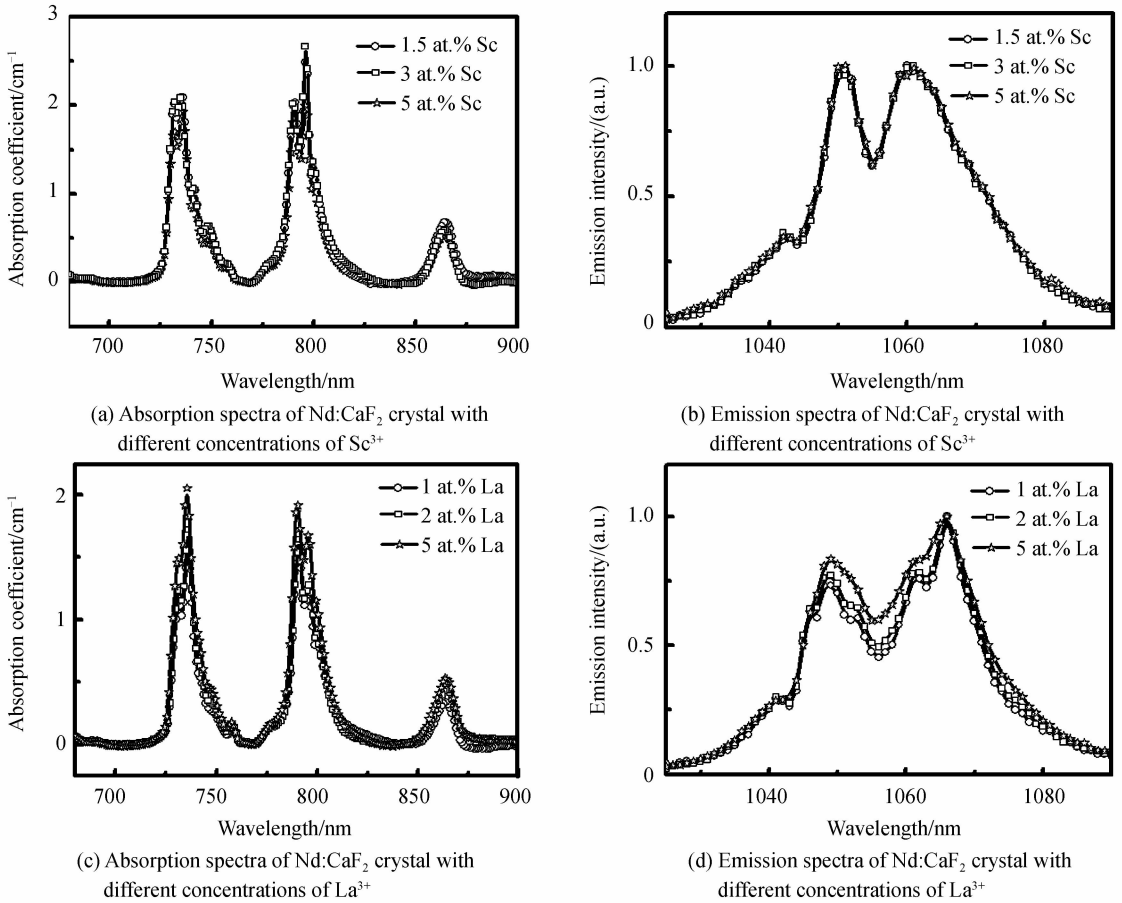 3
2
1
0
Absorption coefficient/cm⁻¹
1.5 at.% Sc
3 at.% Sc
5 at.% Sc
700 750 800 850 900
Wavelength/nm
(a) Absorption spectra of Nd:CaF₂ crystal with
different concentrations of Sc³⁺
1.0
0.5
0
Emission intensity/(a.u.)
1.5 at.% Sc
3 at.% Sc
5 at.% Sc
1040 1060 1080
Wavelength/nm
(b) Emission spectra of Nd:CaF₂ crystal with
different concentrations of Sc³⁺
2
1
0
Absorption coefficient/cm⁻¹
1 at.% La
2 at.% La
5 at.% La
700 750 800 850 900
Wavelength/nm
(c) Absorption spectra of Nd:CaF₂ crystal with
different concentrations of La³⁺
1.0
0.5
0
Emission intensity/(a.u.)
1 at.% La
2 at.% La
5 at.% La
1040 1060 1080
Wavelength/nm
(d) Emission spectra of Nd:CaF₂ crystal with
different concentrations of La³⁺